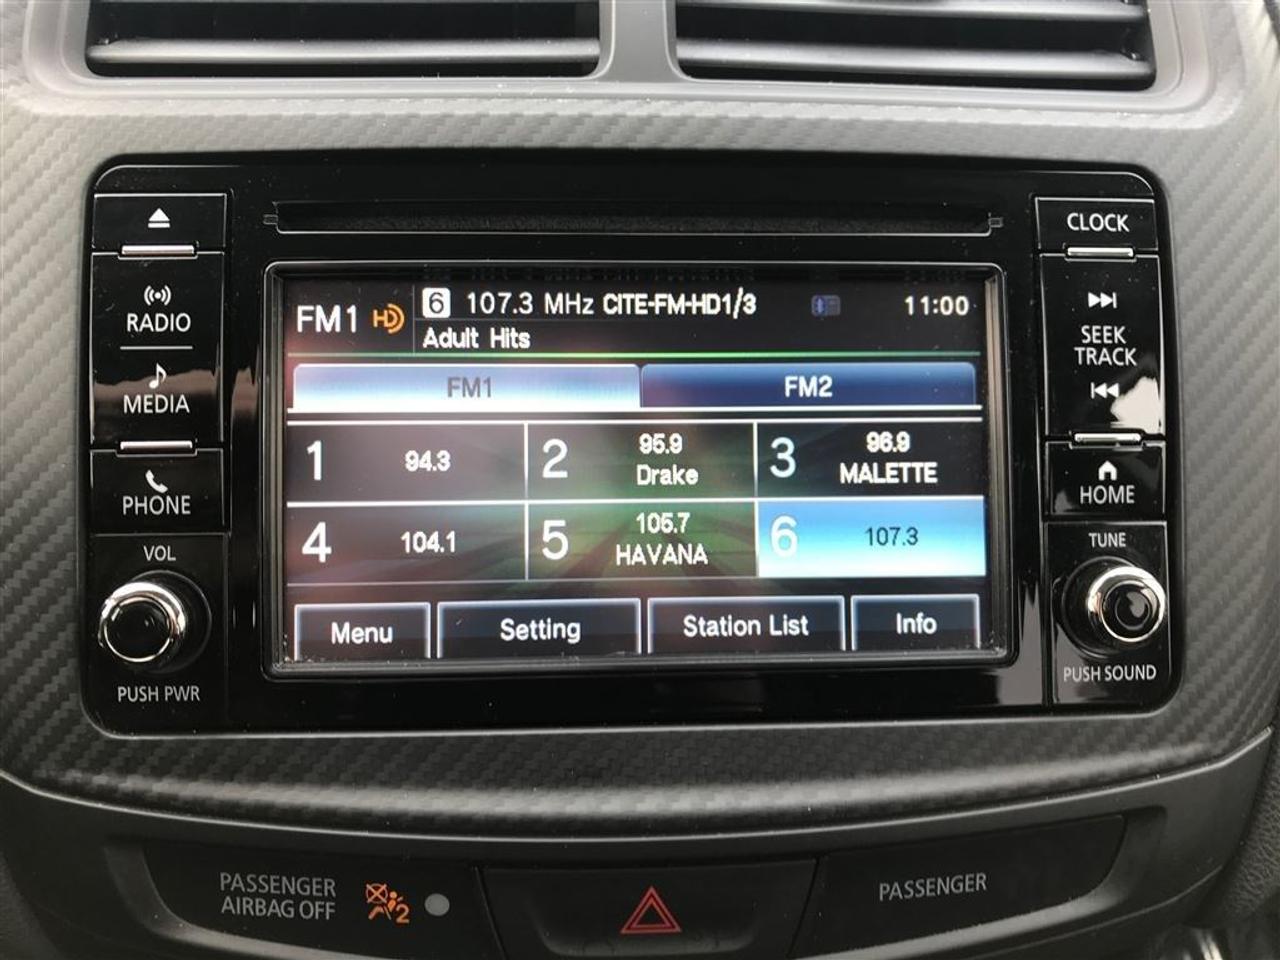 CLOCK
RADIO
MEDIA
PHONE
VOL
PUSH PWR
FM1 HD
6 107.3 MHz CITE-FM-HD1/3
11:00
Adult Hits
FM1
FM2
1 94.3
2 95.9
Drake
3 96.9
MALETTE
4 104.1
5 105.7
HAVANA
6 107.3
Menu
Setting
Station List
Info
SEEK
TRACK
HOME
TUNE
PUSH SOUND
PASSENGER
AIRBAG OFF
2
PASSENGER